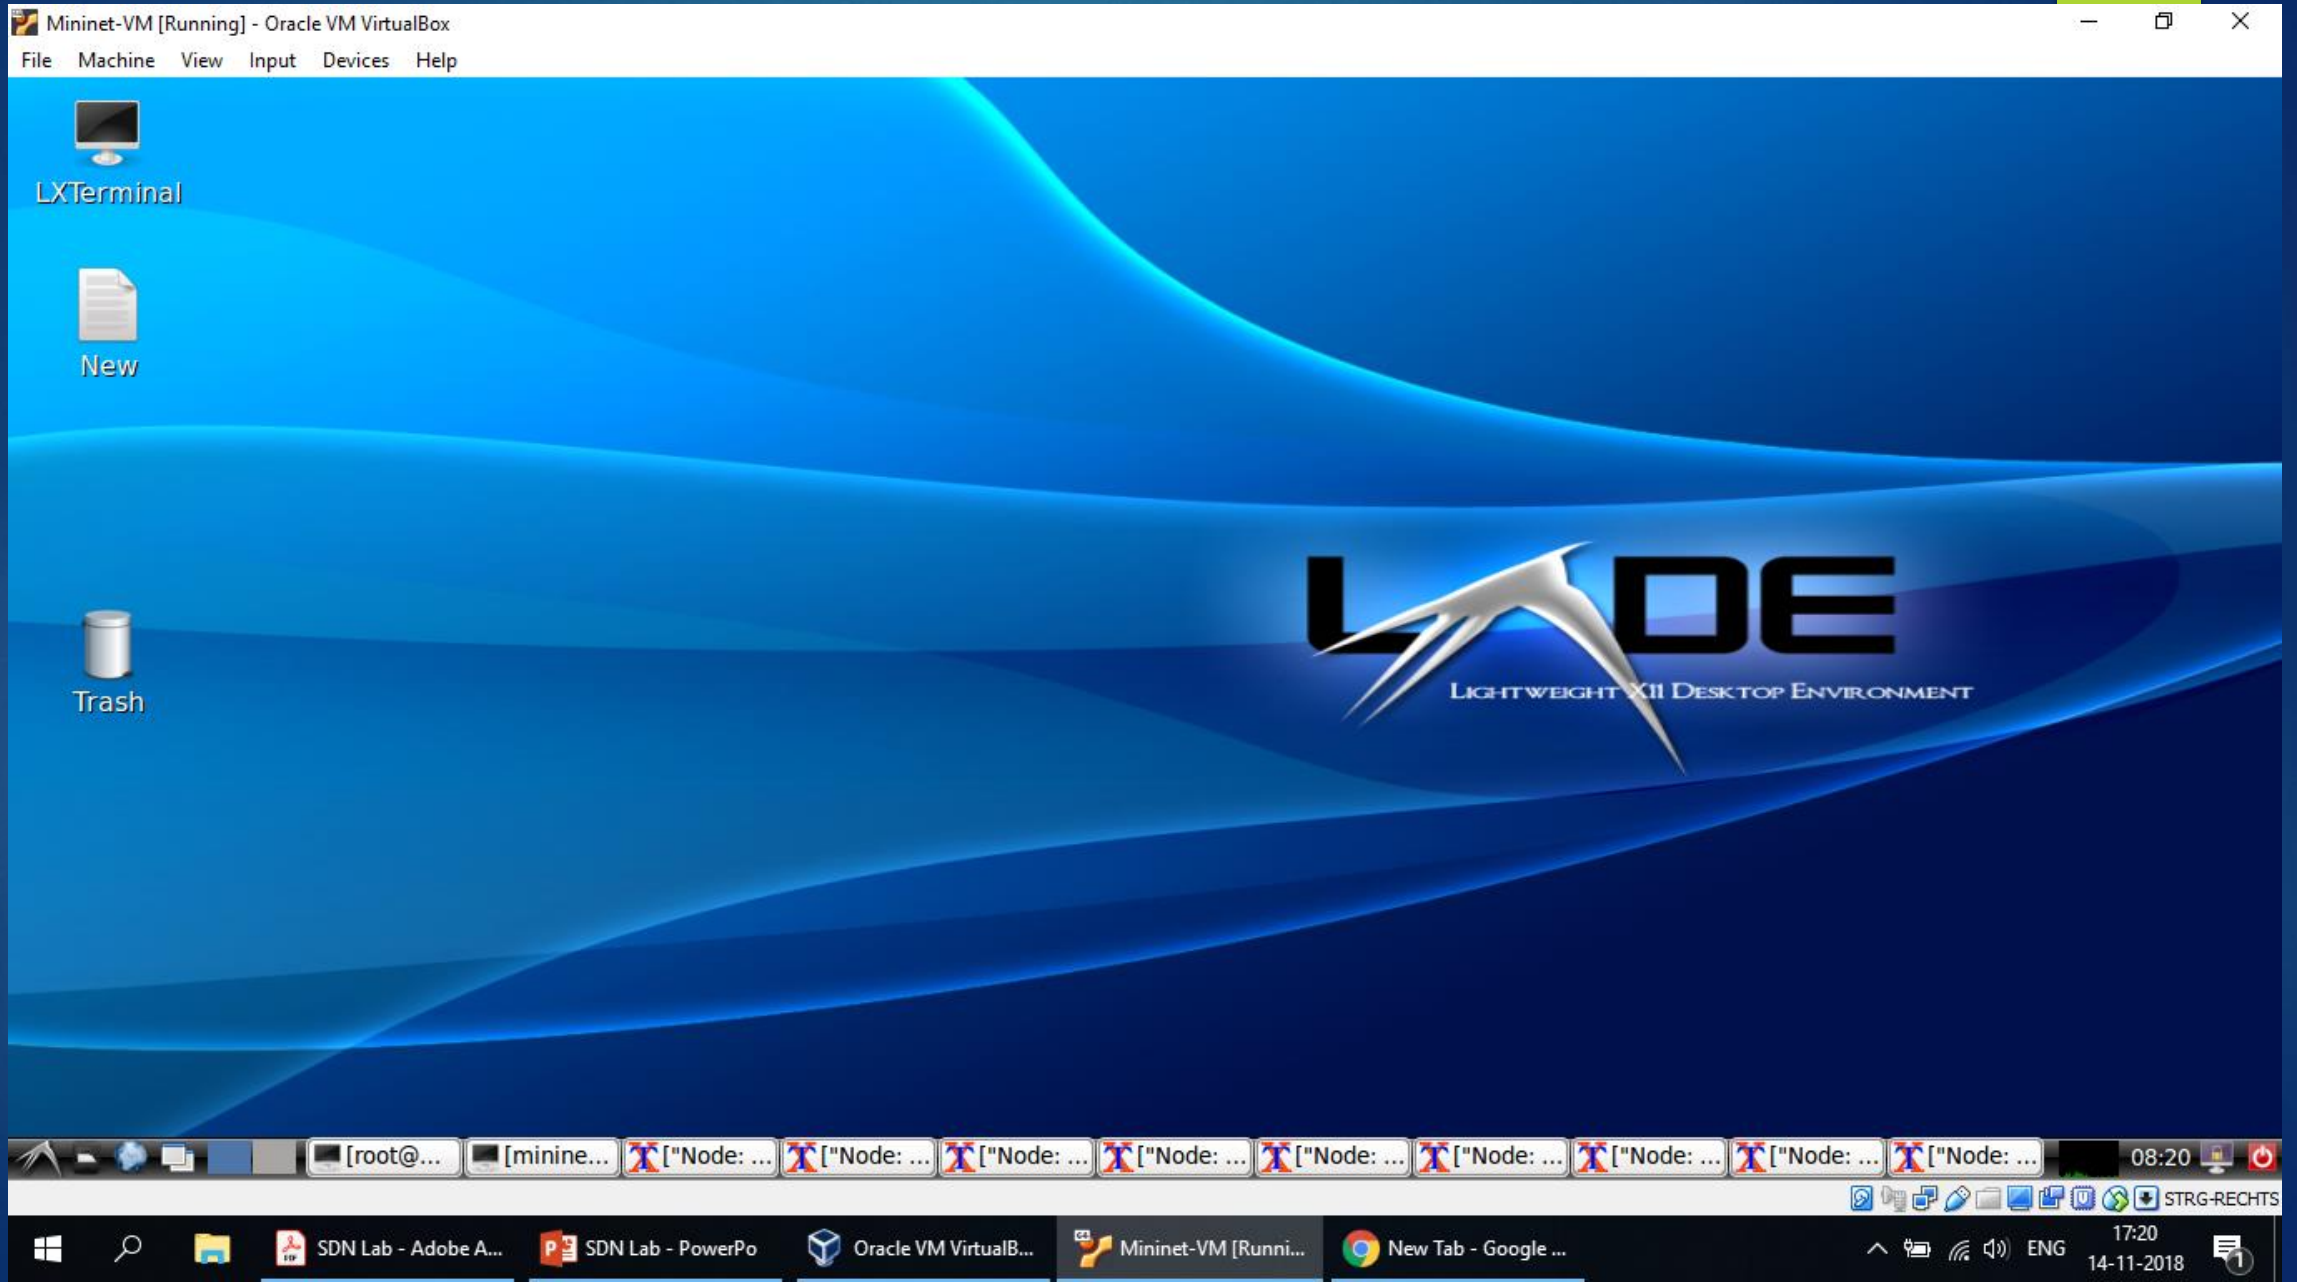 Mininet-VM [Running] - Oracle VM VirtualBox
File Machine View Input Devices Help
LXTerminal
New
Trash
LXDE
LIGHTWEIGHT X11 DESKTOP ENVIRONMENT
[root@... [minine... ["Node: ... ["Node: ... ["Node: ... ["Node: ... ["Node: ... ["Node: ... ["Node: ... ["Node: ... ["Node: ... 08:20
STRG-RECHTS
SDN Lab - Adobe A... SDN Lab - PowerPo Oracle VM VirtualB... Mininet-VM [Runni... New Tab - Google ... ENG 17:20
14-11-2018 1